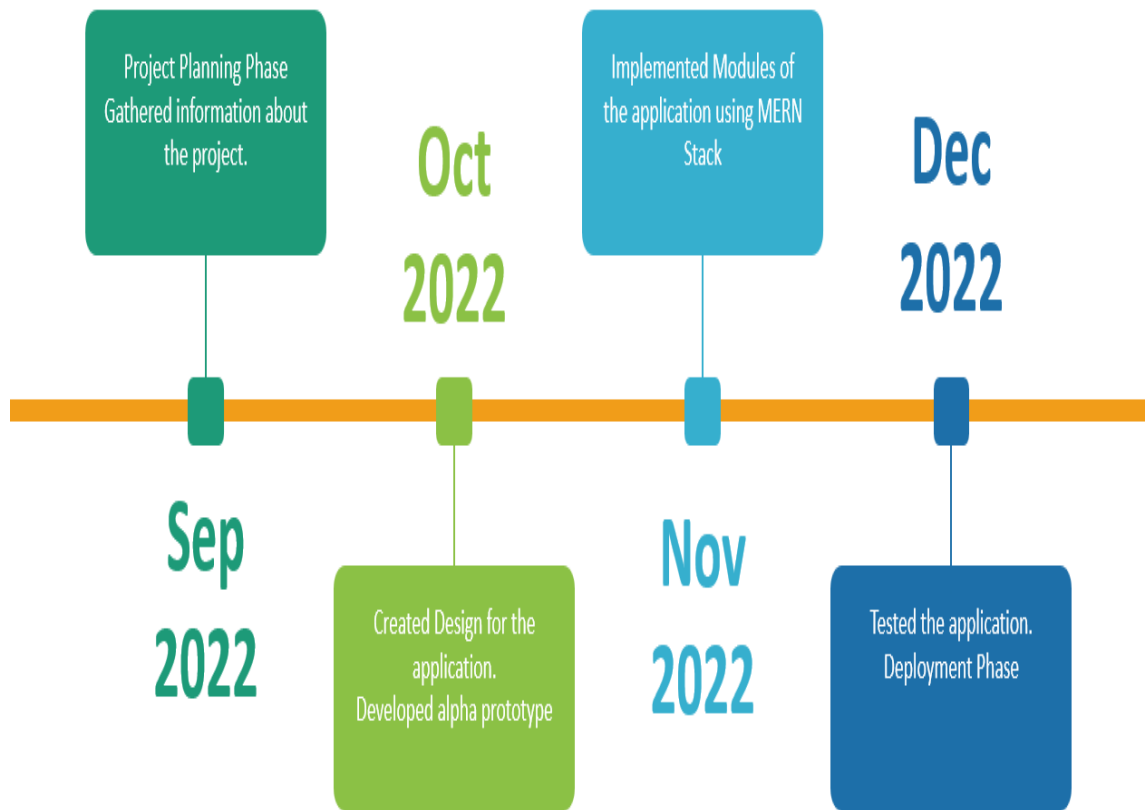 Project Planning Phase
Gathered information about
the project.
Sep
2022
Oct
2022
Created Design for the
application.
Developed alpha prototype
Implemented Modules of
the application using MERN
Stack
Nov
2022
Dec
2022
Tested the application.
Deployment Phase